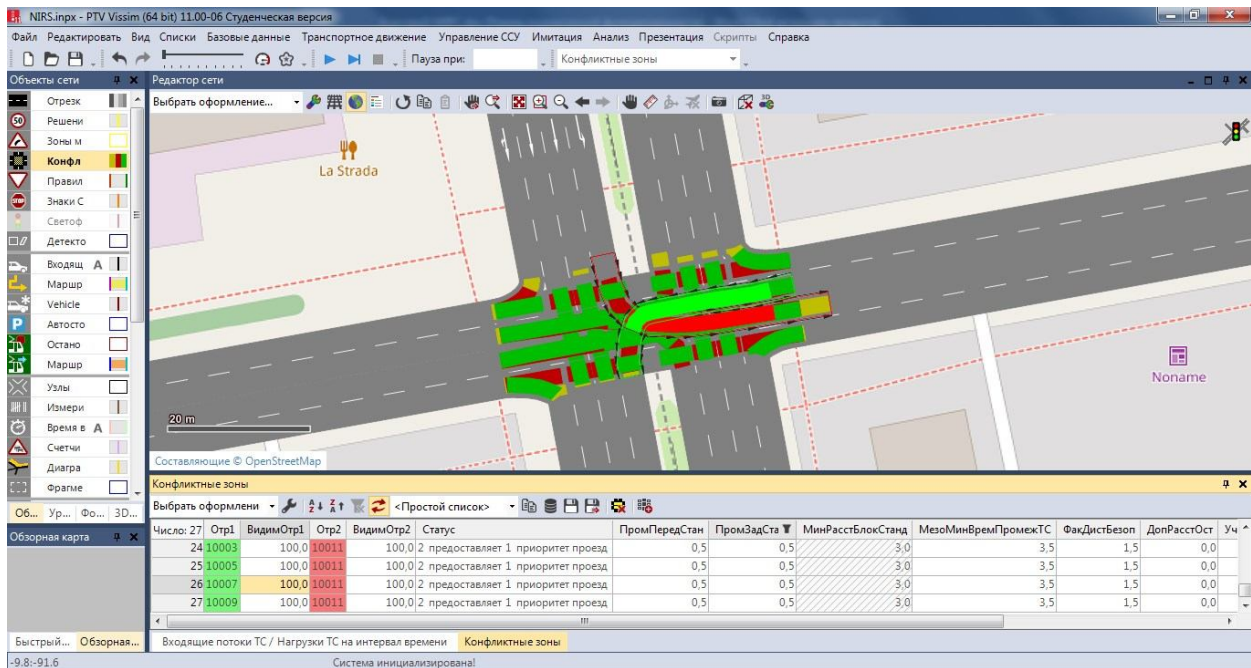 NIRS.inpx - PTV Vissim (64 bit) 11.00-06 Студенческая версия
Файл Редактировать Вид Списки Базовые данные Транспортное движение Управление ССУ Имитация Анализ Презентация Скрипты Справка
Пауза при: Конфликтные зоны
Объекты сети
Редактор сети
Отрезк
Решени
Зоны м
Конфл
Правил
Знаки С
Светоф
Детекто
Входящ А
Маршр
Vehicle
Автосто
Остано
Маршр
Узлы
Измери
Время в А
Счетчи
Диагра
Фрагме
Об... Ур... Фо... 3D...
Обзорная карта
Быстрый... Обзорная...
Выбрать оформление...
La Strada
Noname
20 m
Составляющие © OpenStreetMap
Конфликтные зоны
Выбрать оформлени <Простой список>
Число: 27 Отр1 ВидимОтр1 Отр2 ВидимОтр2 Статус ПромПередСтан ПромЗадСта МинРасстБлокСтанд МезоМинВремПромежТС ФакДистБезоп ДопРасстОст Уч
24 10003 100,0 10011 100,0 2 предоставляет 1 приоритет проезд 0,5 0,5 3,0 3,5 1,5 0,0
25 10005 100,0 10011 100,0 2 предоставляет 1 приоритет проезд 0,5 0,5 3,0 3,5 1,5 0,0
26 10007 100,0 10011 100,0 2 предоставляет 1 приоритет проезд 0,5 0,5 3,0 3,5 1,5 0,0
27 10009 100,0 10011 100,0 2 предоставляет 1 приоритет проезд 0,5 0,5 3,0 3,5 1,5 0,0
Входящие потоки ТС / Нагрузки ТС на интервал времени Конфликтные зоны
-9.8:-91.6 Система инициализирована!